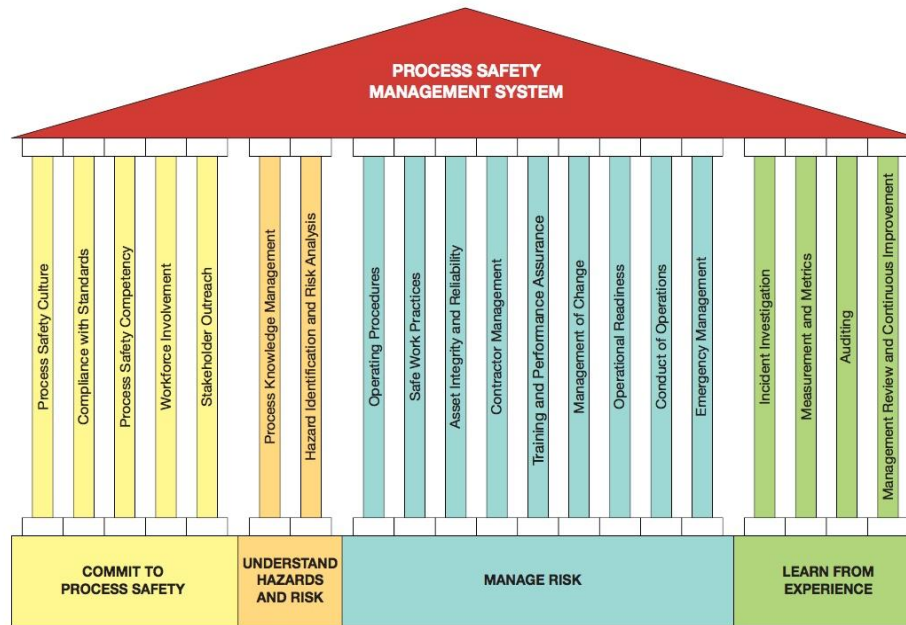 PROCESS SAFETY
MANAGEMENT SYSTEM
Process Safety Culture
Compliance with Standards
Process Safety Competency
Workforce Involvement
Stakeholder Outreach
Process Knowledge Management
Hazard Identification and Risk Analysis
Operating Procedures
Safe Work Practices
Asset Integrity and Reliability
Contractor Management
Training and Performance Assurance
Management of Change
Operational Readiness
Conduct of Operations
Emergency Management
Incident Investigation
Measurement and Metrics
Auditing
Management Review and Continuous Improvement
COMMIT TO
PROCESS SAFETY
UNDERSTAND
HAZARDS
AND RISK
MANAGE RISK
LEARN FROM
EXPERIENCE